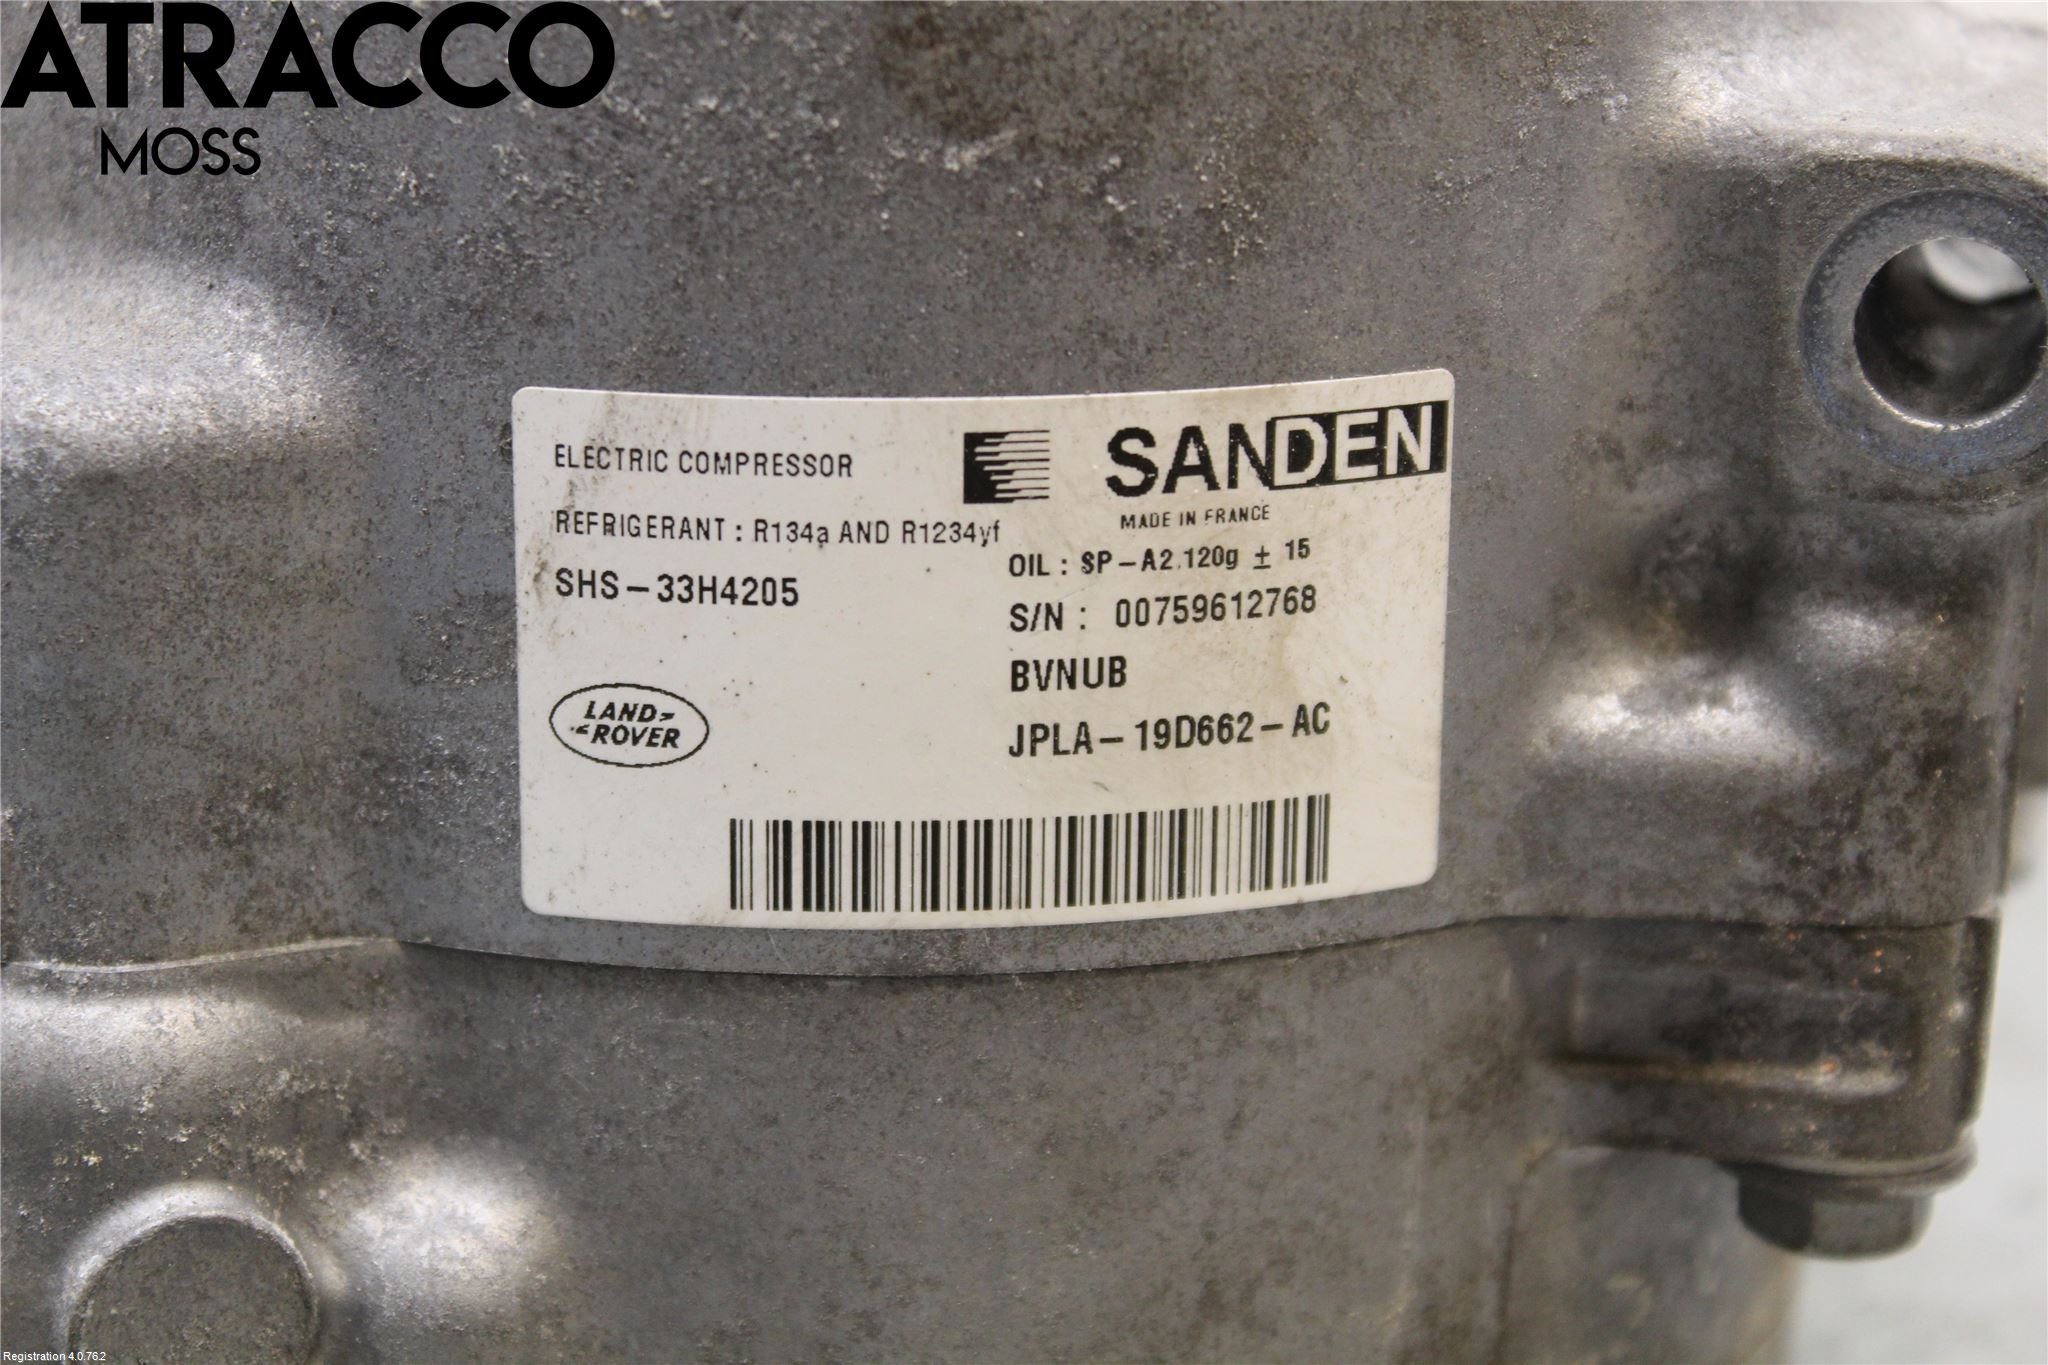 ATRACCO
MOSS
ELECTRIC COMPRESSOR
SANDEN
MADE IN FRANCE
REFRIGERANT : R134a AND R1234yf
OIL : SP-A2.120g ± 15
SHS-33H4205
S/N : 00759612768
BVNUB
LAND-
ROVER
JPLA-19D662-AC
Registration 4.0.762